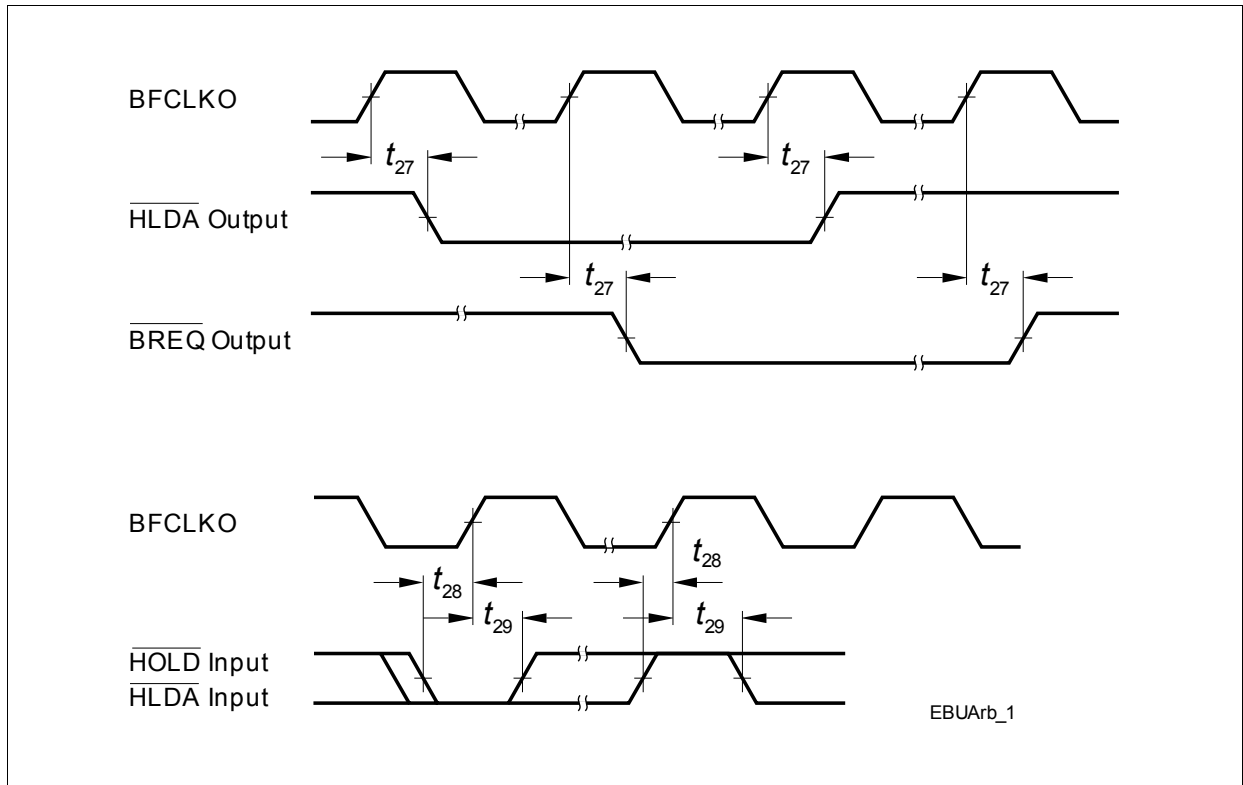 BFCLKO
t27
t27
HLDA Output
t27
t27
BREQ Output
BFCLKO
t28
t28
t29
t29
HOLD Input
HLDA Input
EBUArb_1